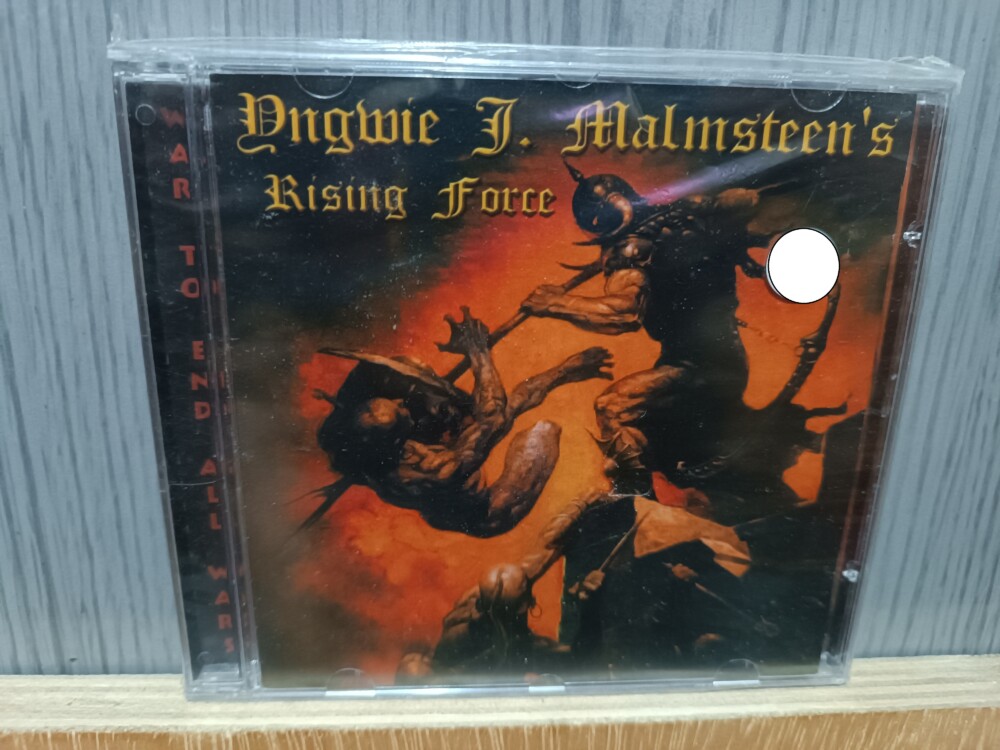 Yngwie J. Malmsteen's
Rising Force
WAR TO END ALL WARS